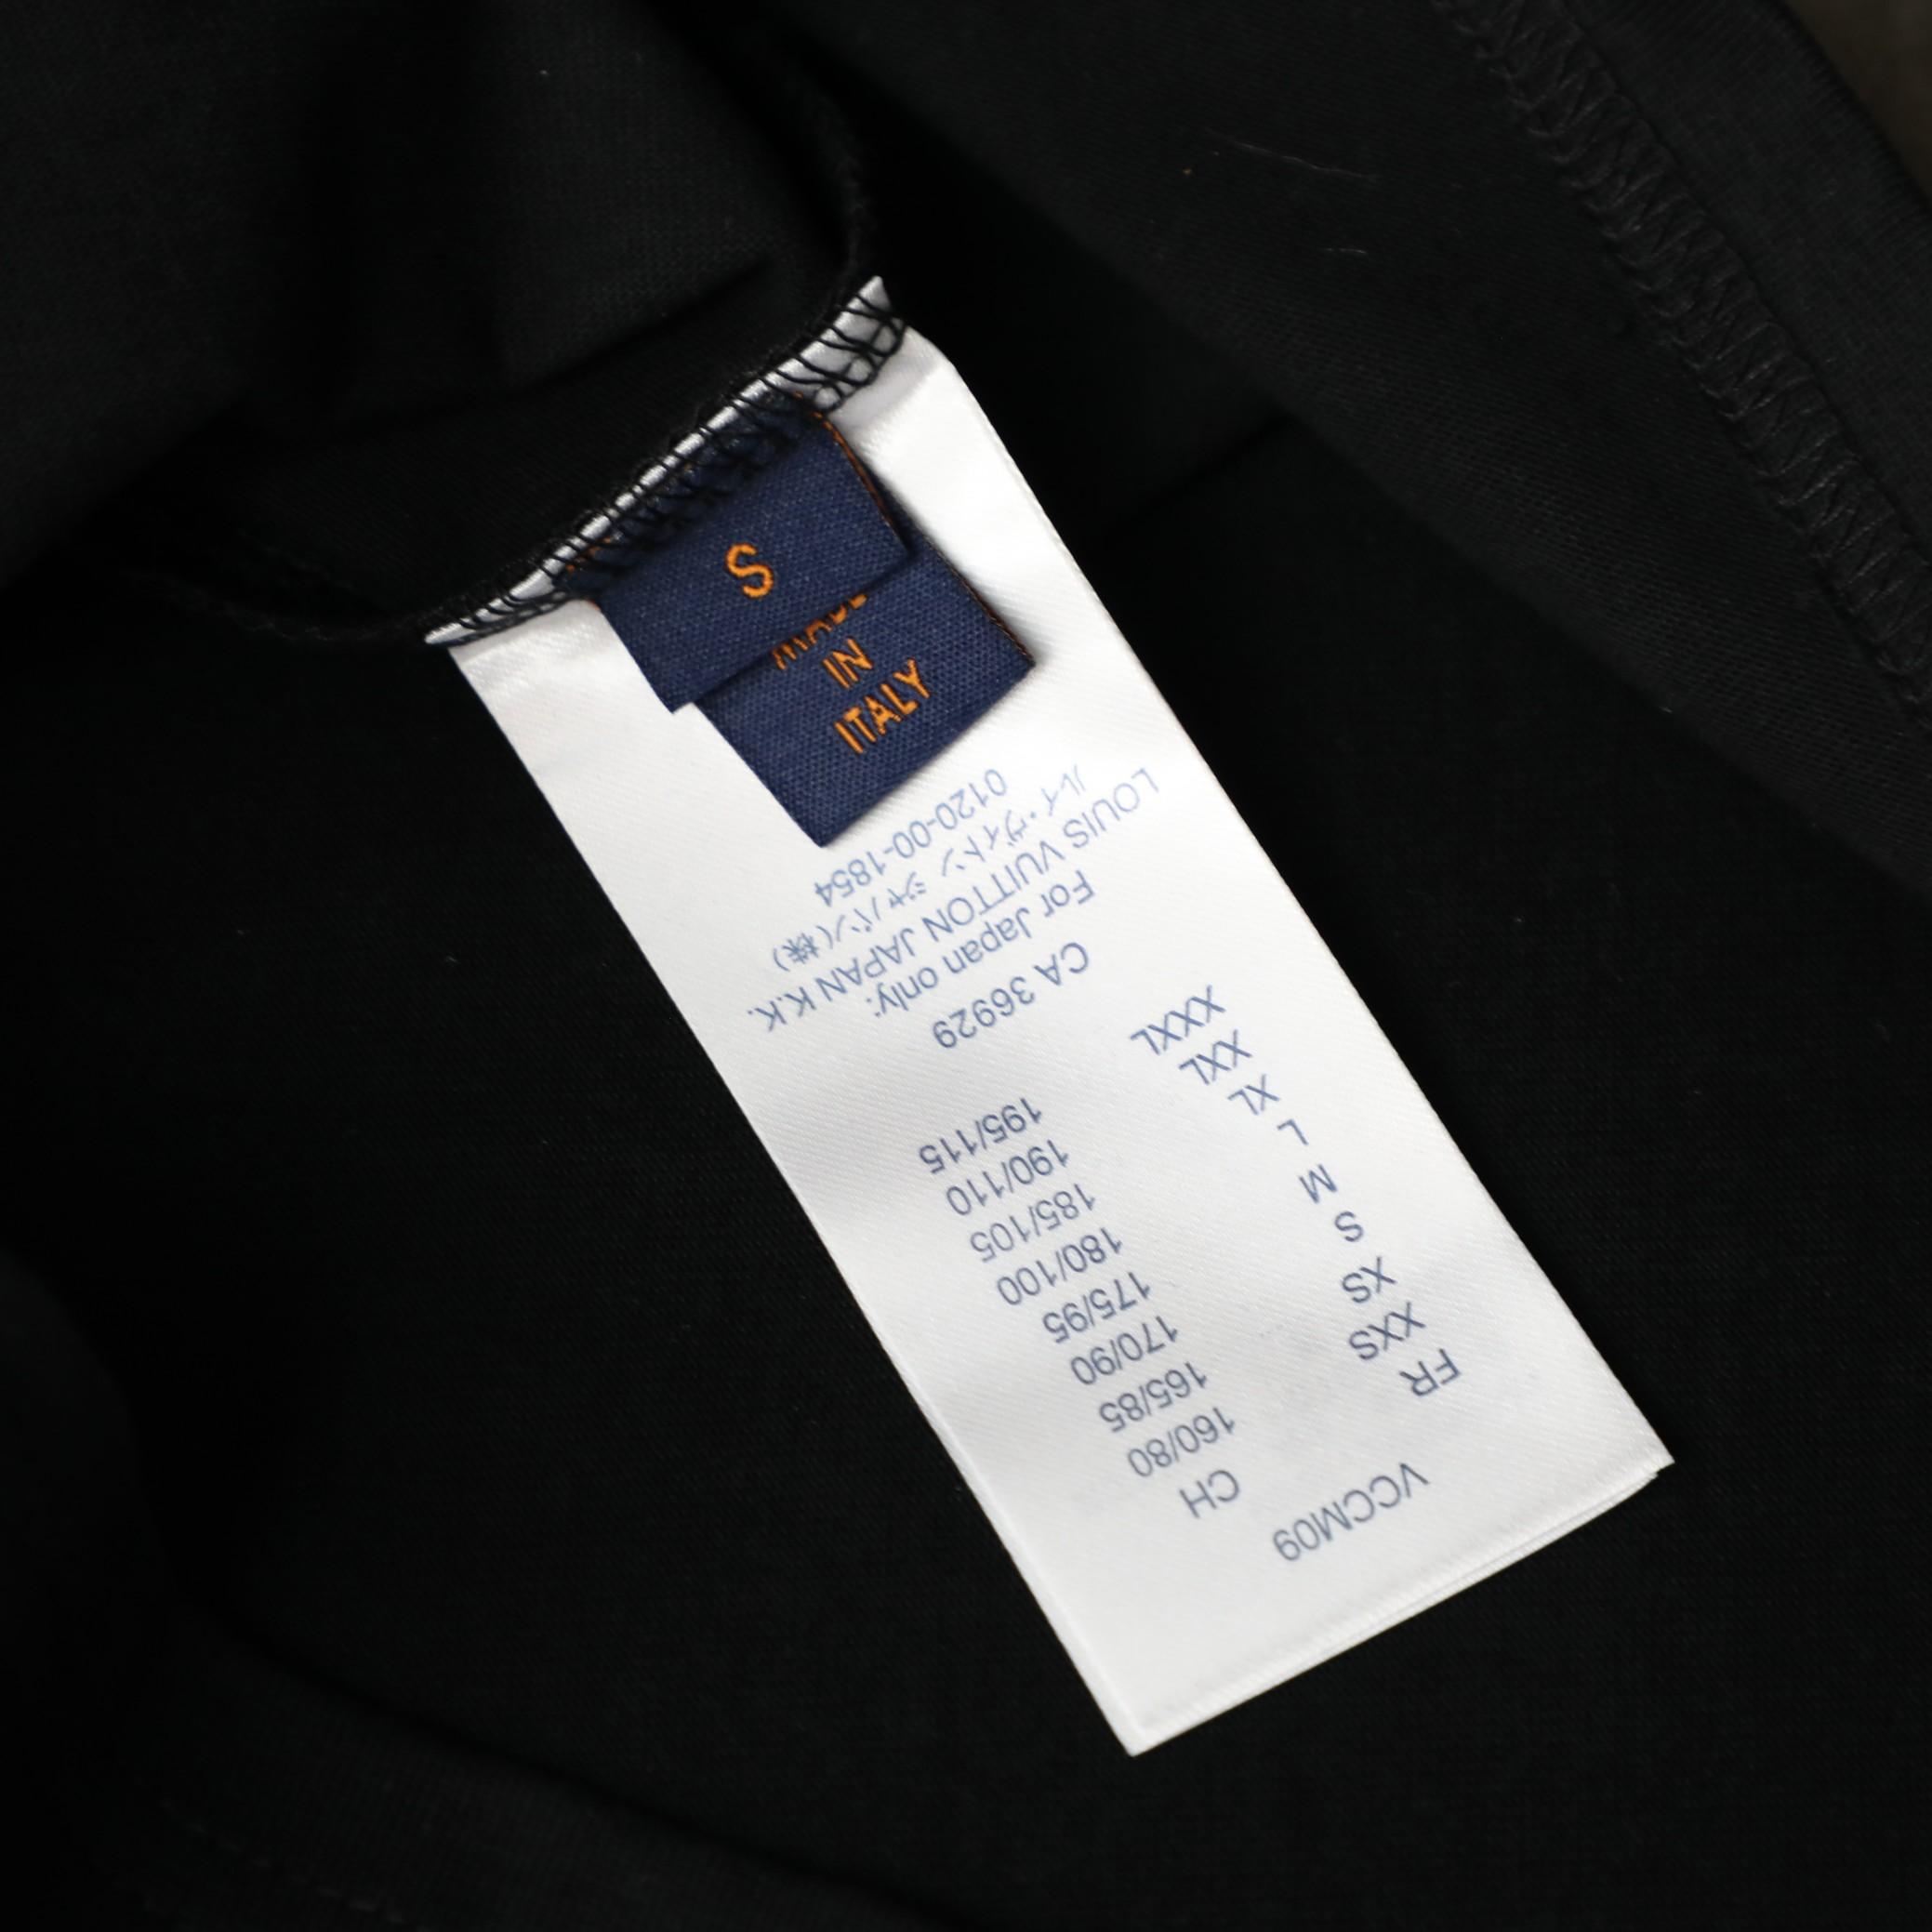 S
MADE
IN
ITALY
VCCM09
FR CH
XXS 160/80
XS 165/85
S 170/90
M 175/95
L 180/100
XL 185/105
XXL 190/110
XXXL 195/115
CA 36929
For Japan only:
LOUIS VUITTON JAPAN K.K.
ルイ・ヴィトン ジャパン(株)
0120-00-1854